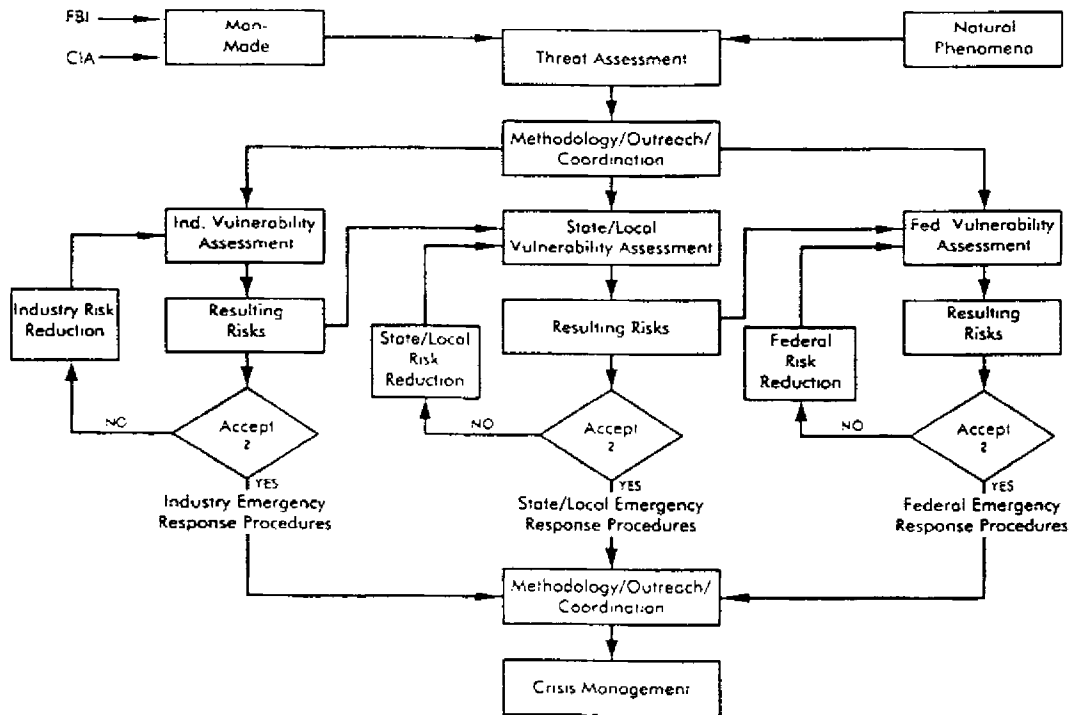 FBI
CIA
Man-
Made
Threat Assessment
Natural
Phenomena
Methodology/Outreach/
Coordination
Ind. Vulnerability
Assessment
State/Local
Vulnerability Assessment
Fed. Vulnerability
Assessment
Industry Risk
Reduction
Resulting
Risks
State/Local
Risk
Reduction
Resulting Risks
Federal
Risk
Reduction
Resulting
Risks
NO
Accept
?
NO
Accept
?
NO
Accept
?
YES
Industry Emergency
Response Procedures
YES
State/Local Emergency
Response Procedures
YES
Federal Emergency
Response Procedures
Methodology/Outreach/
Coordination
Crisis Management